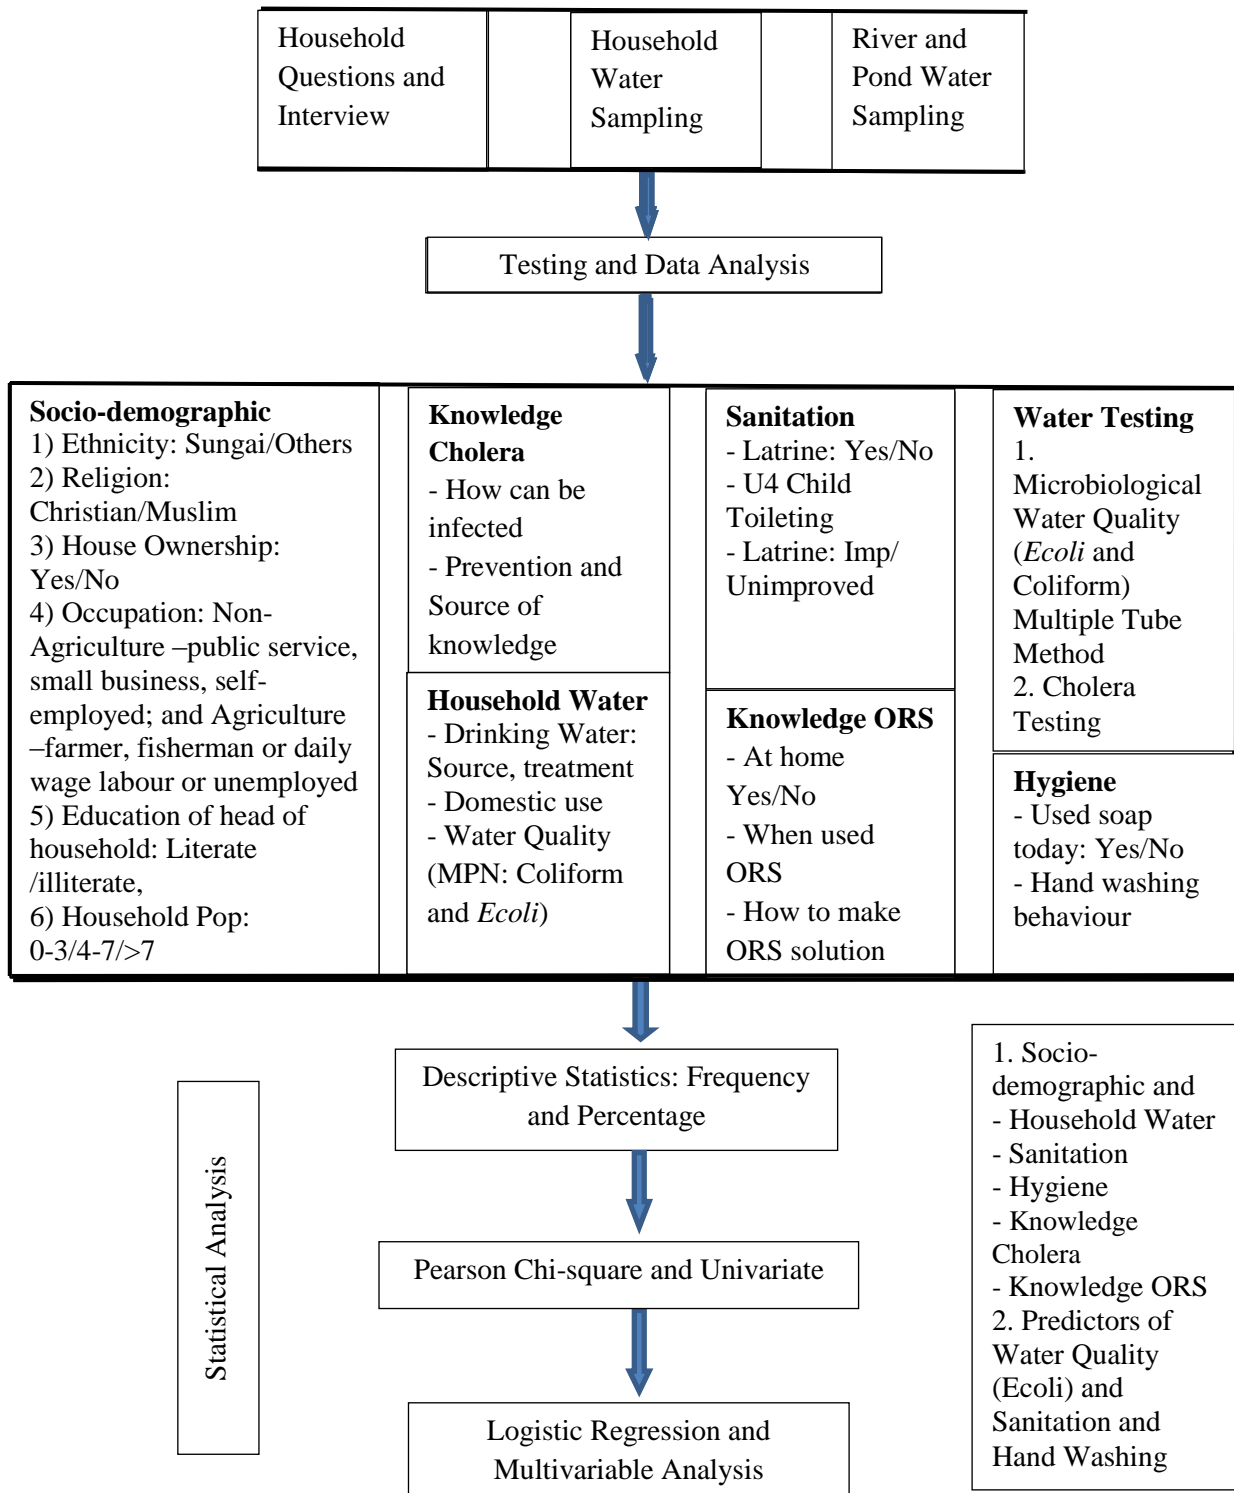 Household
Questions and
Interview
Household
Water
Sampling
River and
Pond Water
Sampling
Testing and Data Analysis
Socio-demographic
1) Ethnicity: Sungai/Others
2) Religion:
Christian/Muslim
3) House Ownership:
Yes/No
4) Occupation: Non-
Agriculture –public service,
small business, self-
employed; and Agriculture
–farmer, fisherman or daily
wage labour or unemployed
5) Education of head of
household: Literate
/illiterate,
6) Household Pop:
0-3/4-7/>7
Knowledge
Cholera
- How can be
infected
- Prevention and
Source of
knowledge
Household Water
- Drinking Water:
Source, treatment
- Domestic use
- Water Quality
(MPN: Coliform
and Ecoli)
Sanitation
- Latrine: Yes/No
- U4 Child
Toileting
- Latrine: Imp/
Unimproved
Knowledge ORS
- At home
Yes/No
- When used
ORS
- How to make
ORS solution
Water Testing
1.
Microbiological
Water Quality
(Ecoli and
Coliform)
Multiple Tube
Method
2. Cholera
Testing
Hygiene
- Used soap
today: Yes/No
- Hand washing
behaviour
Statistical Analysis
Descriptive Statistics: Frequency
and Percentage
Pearson Chi-square and Univariate
Logistic Regression and
Multivariable Analysis
1. Socio-
demographic and
- Household Water
- Sanitation
- Hygiene
- Knowledge
Cholera
- Knowledge ORS
2. Predictors of
Water Quality
(Ecoli) and
Sanitation and
Hand Washing